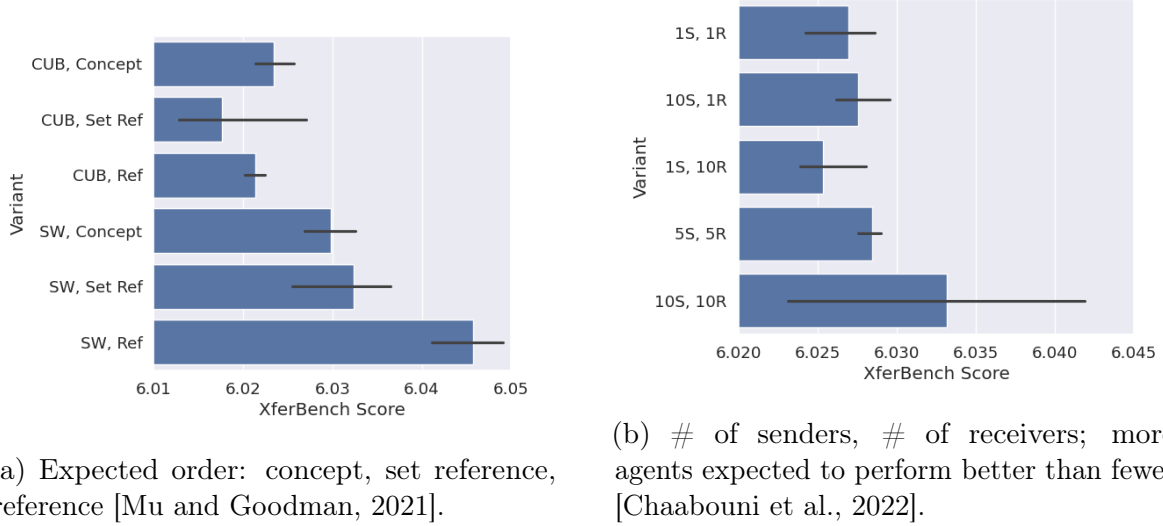 CUB, Concept
CUB, Set Ref
CUB, Ref
SW, Concept
SW, Set Ref
SW, Ref
Variant
6.01 6.02 6.03 6.04 6.05
XferBench Score
a) Expected order: concept, set reference,
reference [Mu and Goodman, 2021].
1S, 1R
10S, 1R
1S, 10R
5S, 5R
10S, 10R
Variant
6.020 6.025 6.030 6.035 6.040 6.045
XferBench Score
(b) # of senders, # of receivers; more
agents expected to perform better than fewe
[Chaabouni et al., 2022].